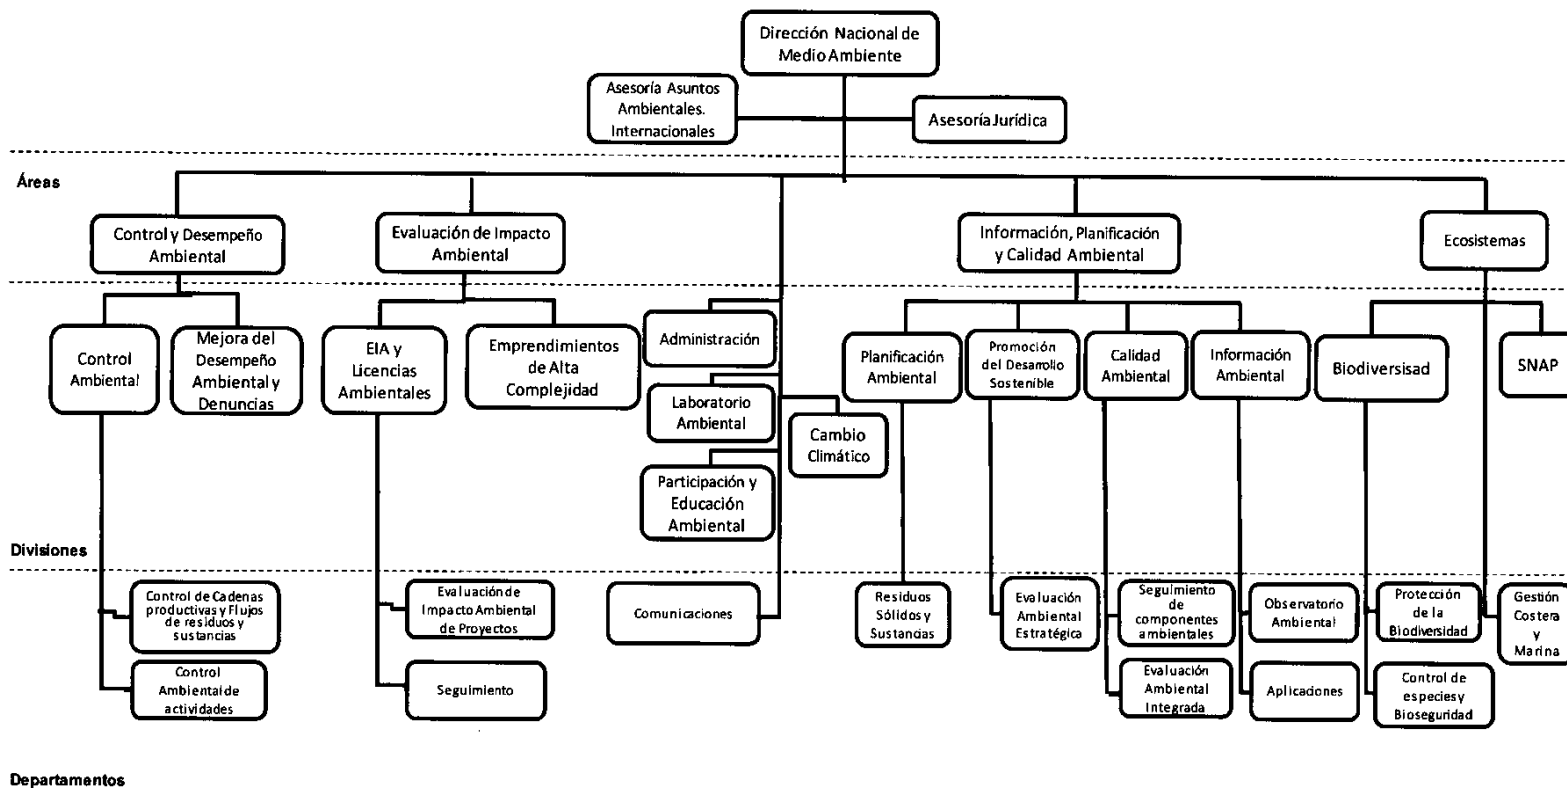 Dirección Nacional de
Medio Ambiente
Asesoría Asuntos
Ambientales.
Internacionales
Asesoría Jurídica
Áreas
Control y Desempeño
Ambiental
Evaluación de Impacto
Ambiental
Información, Planificación
y Calidad Ambiental
Ecosistemas
Control
Ambiental
Mejora del
Desempeño
Ambiental y
Denuncias
EIA y
Licencias
Ambientales
Emprendimientos
de Alta
Complejidad
Administración
Laboratorio
Ambiental
Participación y
Educación
Ambiental
Cambio
Climático
Planificación
Ambiental
Promoción
del Desarrollo
Sostenible
Calidad
Ambiental
Información
Ambiental
Biodiversisad
SNAP
Divisiones
Control de Cadenas
productivas y Flujos
de residuos y
sustancias
Control
Ambiental de
actividades
Evaluación de
Impacto Ambiental
de Proyectos
Seguimiento
Comunicaciones
Residuos
Sólidos y
Sustancias
Evaluación
Ambiental
Estratégica
Seguimiento
de
componentes
ambientales
Evaluación
Ambiental
Integrada
Observatorio
Ambiental
Aplicaciones
Protección
de la
Biodiversidad
Control de
especies y
Bioseguridad
Gestión
Costera
y
Marina
Departamentos